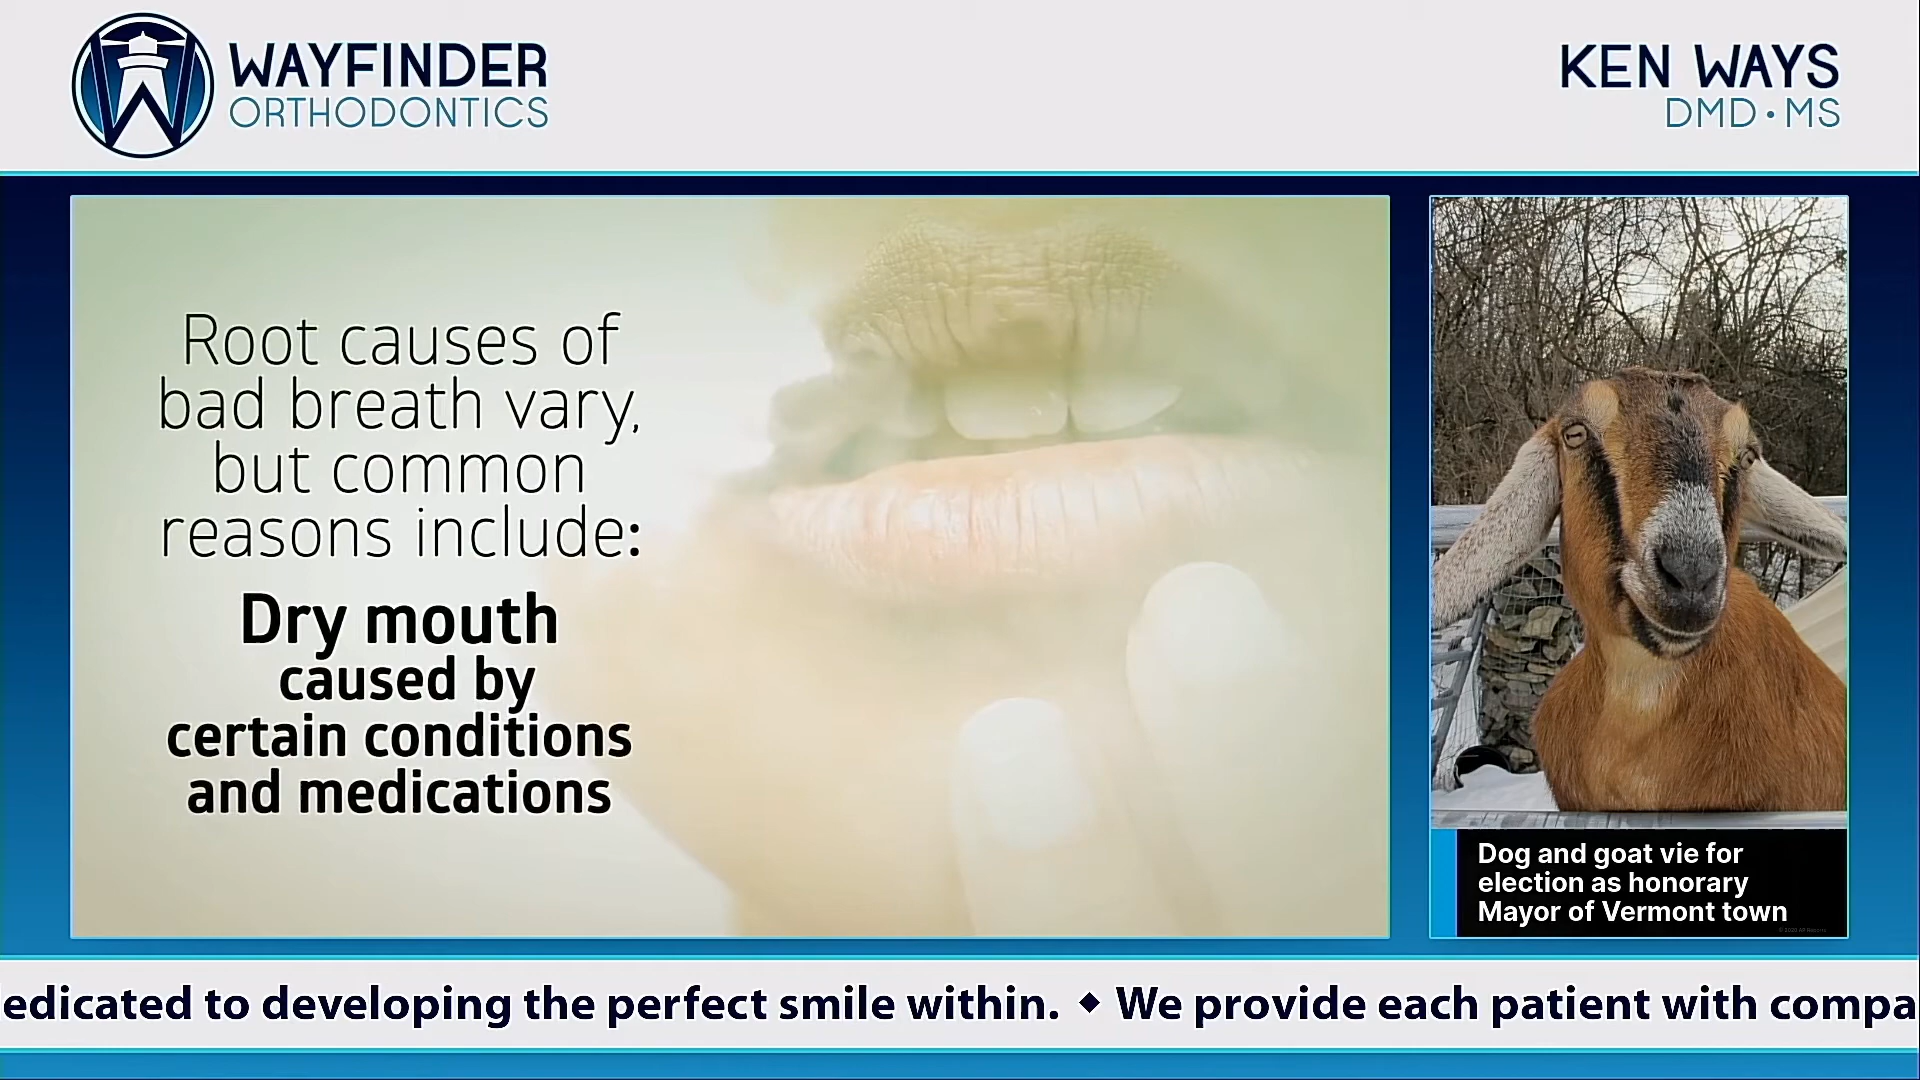 WAYFINDER
ORTHODONTICS
KEN WAYS
DMD • MS
Root causes of
bad breath vary,
but common
reasons include:
Dry mouth
caused by
certain conditions
and medications
Dog and goat vie for
election as honorary
Mayor of Vermont town
edicated to developing the perfect smile within. ◆ We provide each patient with compa